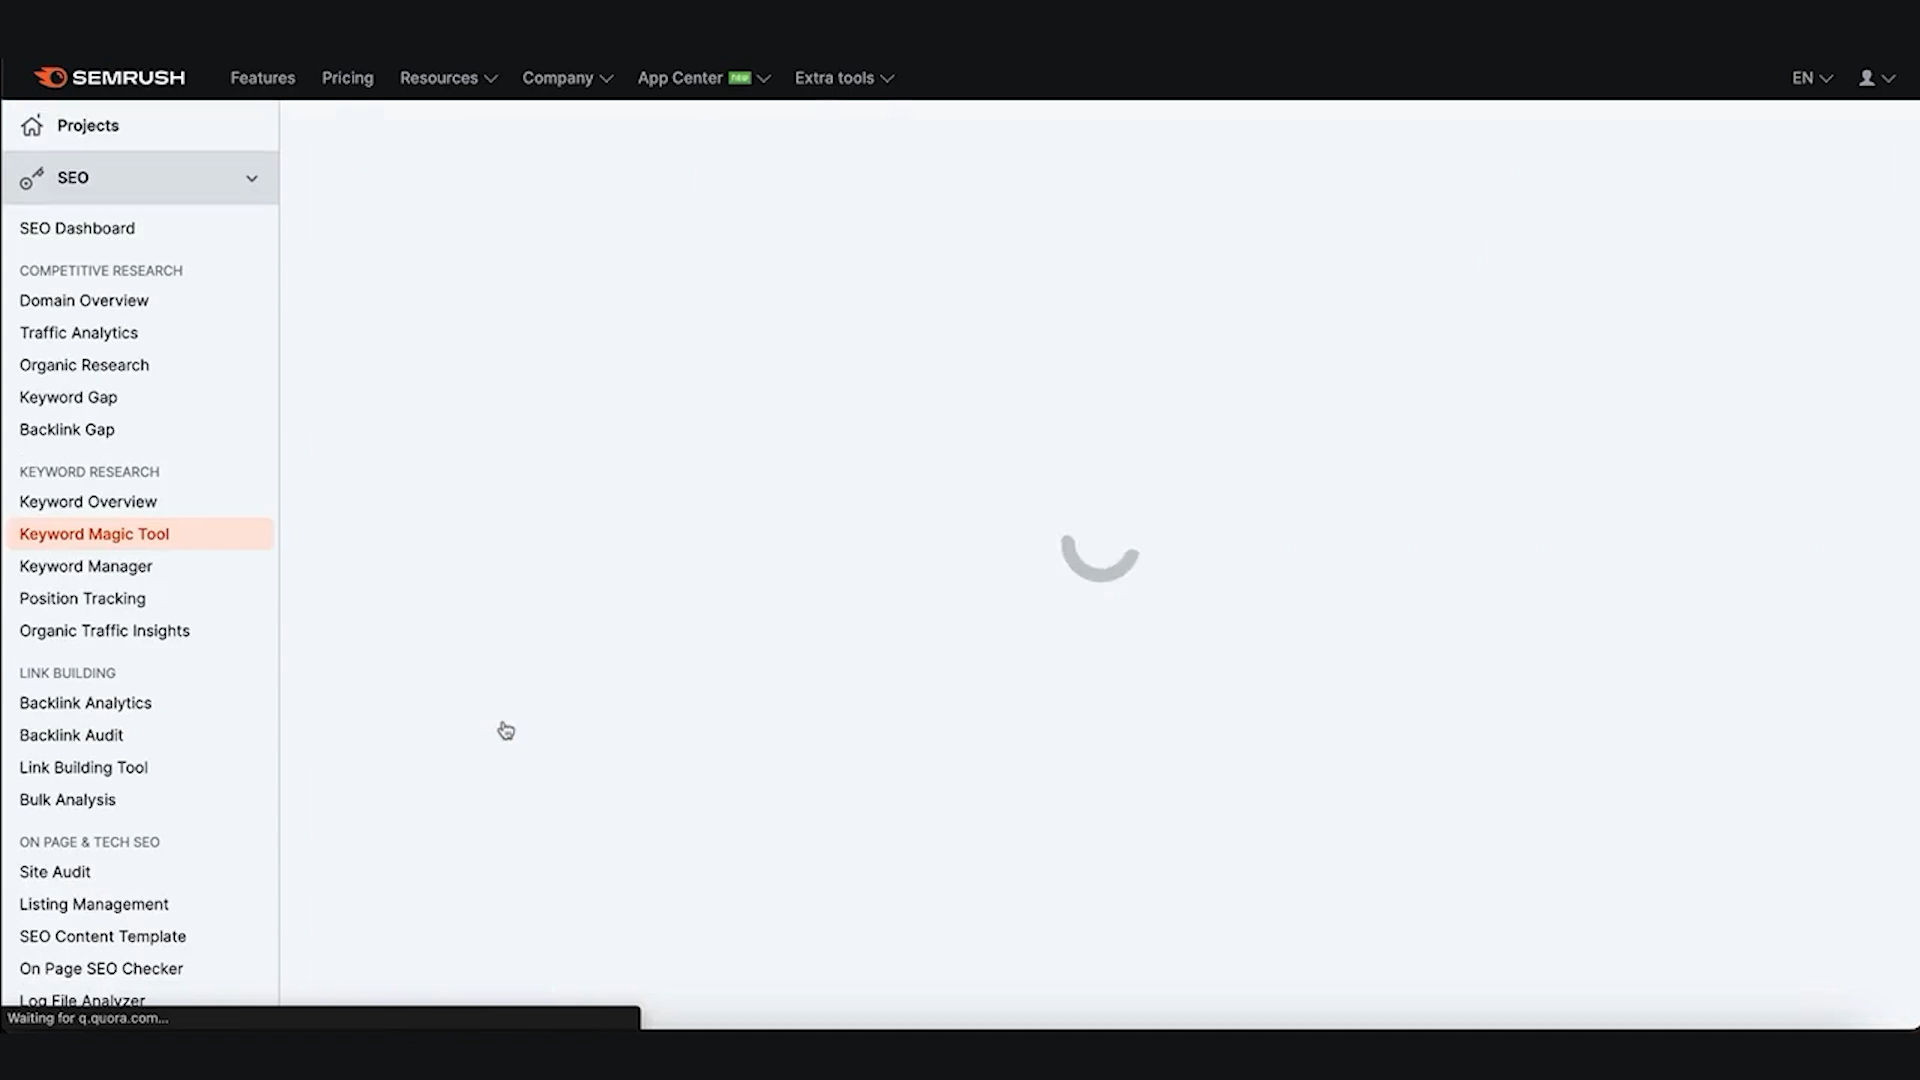 SEMRUSH Features Pricing Resources Company App Center new Extra tools EN
Projects
SEO
SEO Dashboard
COMPETITIVE RESEARCH
Domain Overview
Traffic Analytics
Organic Research
Keyword Gap
Backlink Gap
KEYWORD RESEARCH
Keyword Overview
Keyword Magic Tool
Keyword Manager
Position Tracking
Organic Traffic Insights
LINK BUILDING
Backlink Analytics
Backlink Audit
Link Building Tool
Bulk Analysis
ON PAGE & TECH SEO
Site Audit
Listing Management
SEO Content Template
On Page SEO Checker
Log File Analyzer
Waiting for q.quora.com...